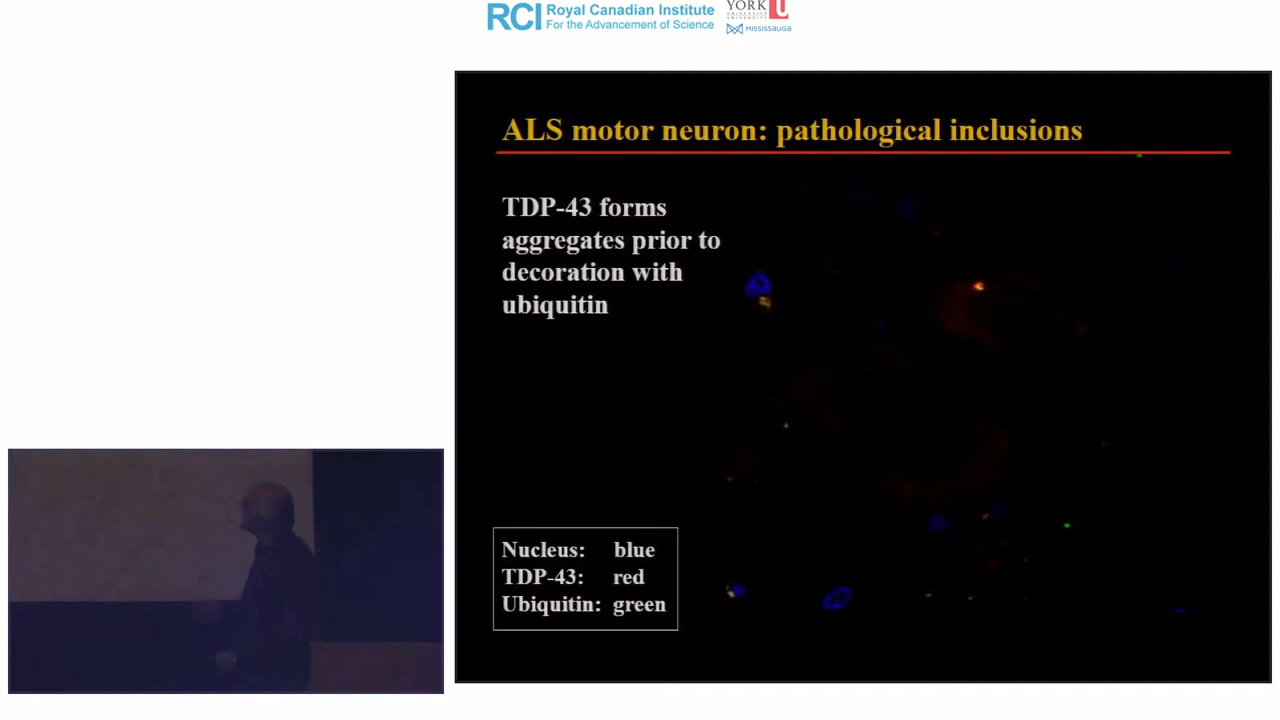 RCI Royal Canadian Institute
For the Advancement of Science
YORK U
MISSISSAUGA
ALS motor neuron: pathological inclusions
TDP-43 forms
aggregates prior to
decoration with
ubiquitin
Nucleus: blue
TDP-43: red
Ubiquitin: green